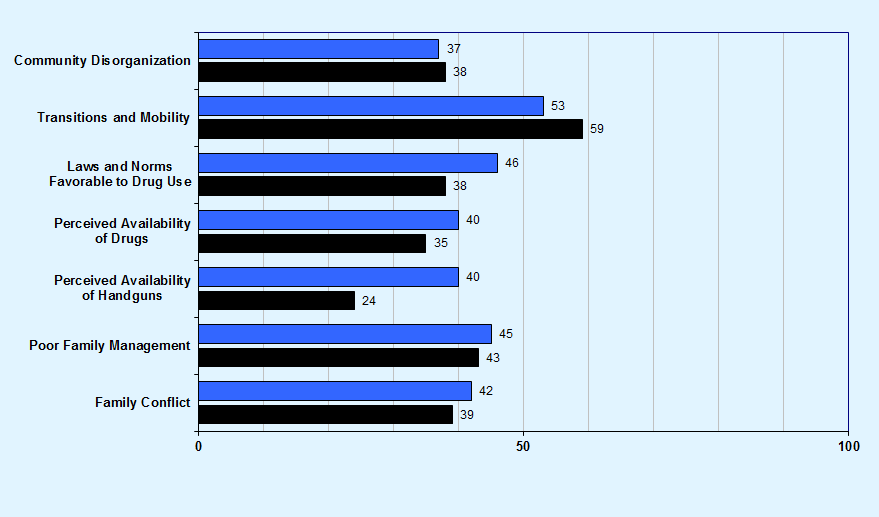 Community Disorganization
37
38
Transitions and Mobility
53
59
Laws and Norms
Favorable to Drug Use
46
38
Perceived Availability
of Drugs
40
35
Perceived Availability
of Handguns
40
24
Poor Family Management
45
43
Family Conflict
42
39
0 50 100